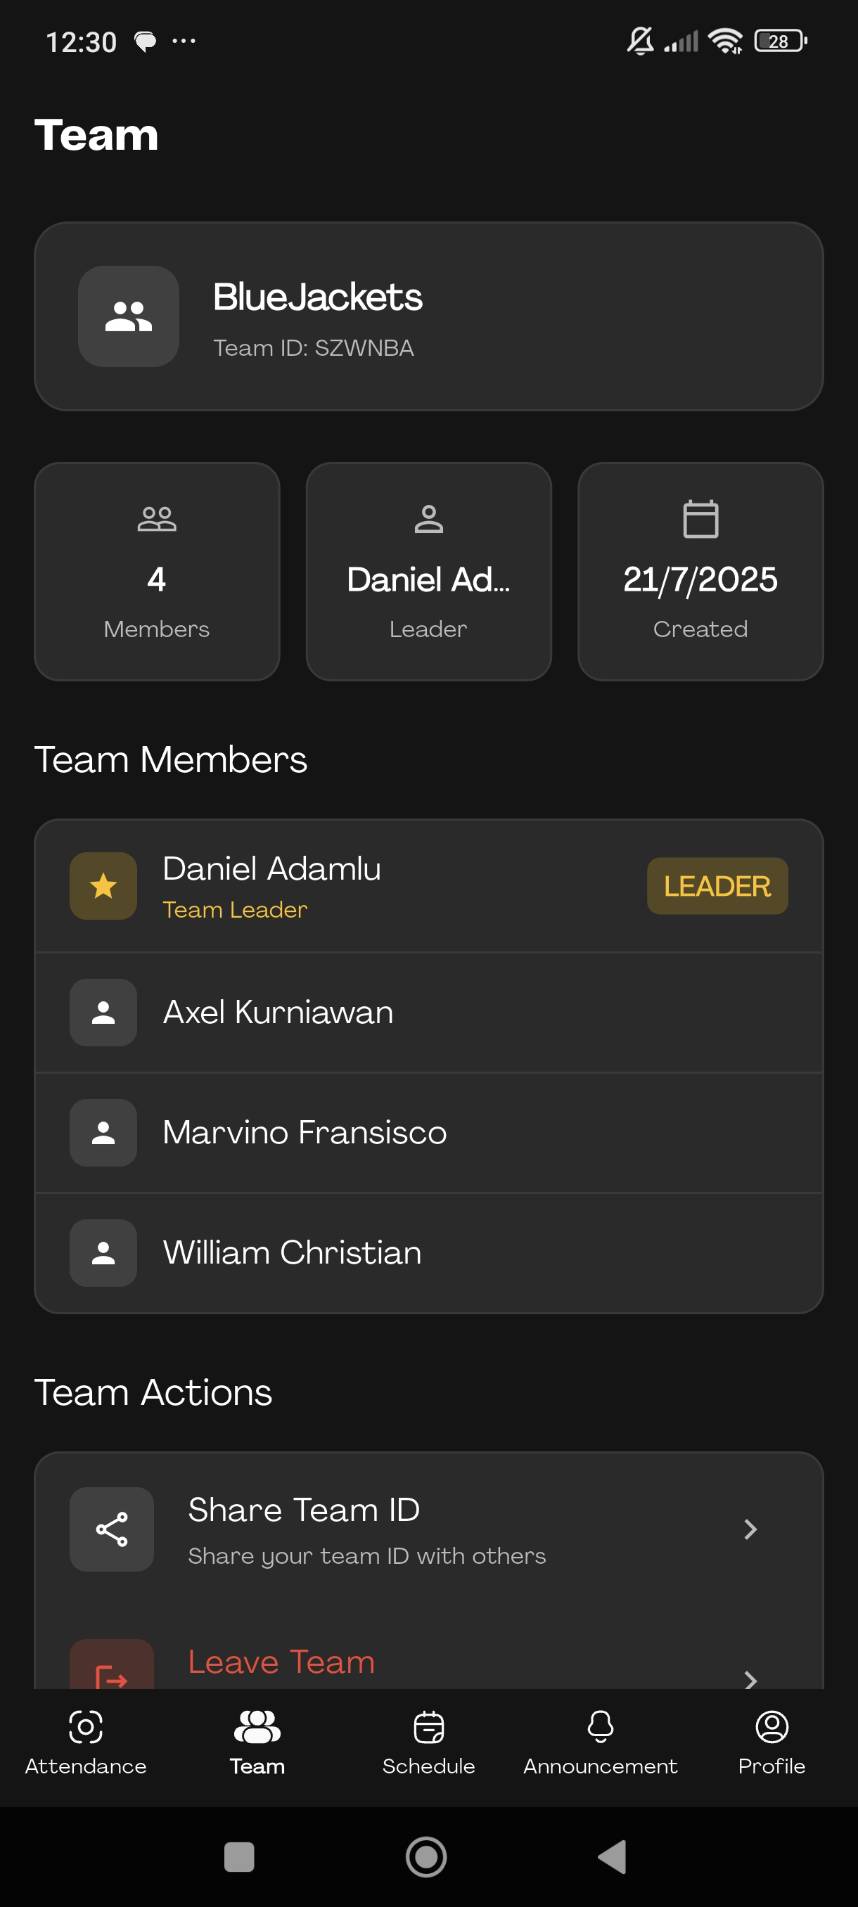 12:30
28
Team
BlueJackets
Team ID: SZWNBA
4
Members
Daniel Ad...
Leader
21/7/2025
Created
Team Members
Daniel Adamlu
Team Leader
LEADER
Axel Kurniawan
Marvino Fransisco
William Christian
Team Actions
Share Team ID
Share your team ID with others
Leave Team
Attendance
Team
Schedule
Announcement
Profile